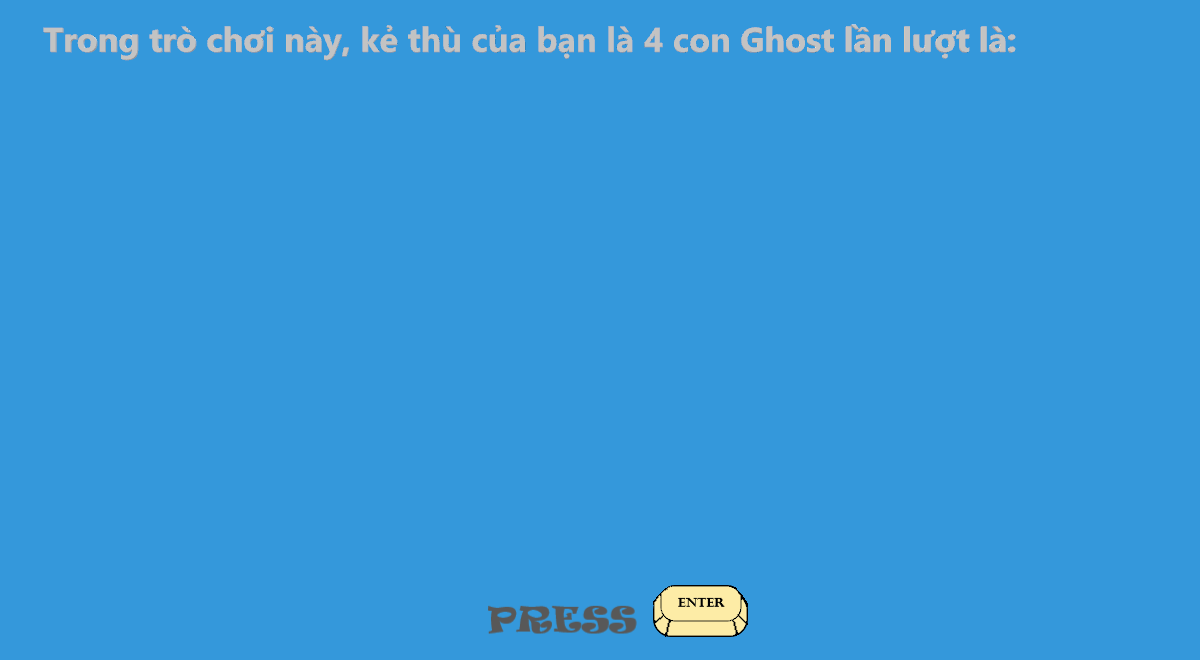 Trong trò chơi này, kẻ thù của bạn là 4 con Ghost lần lượt là:
PRESS ENTER